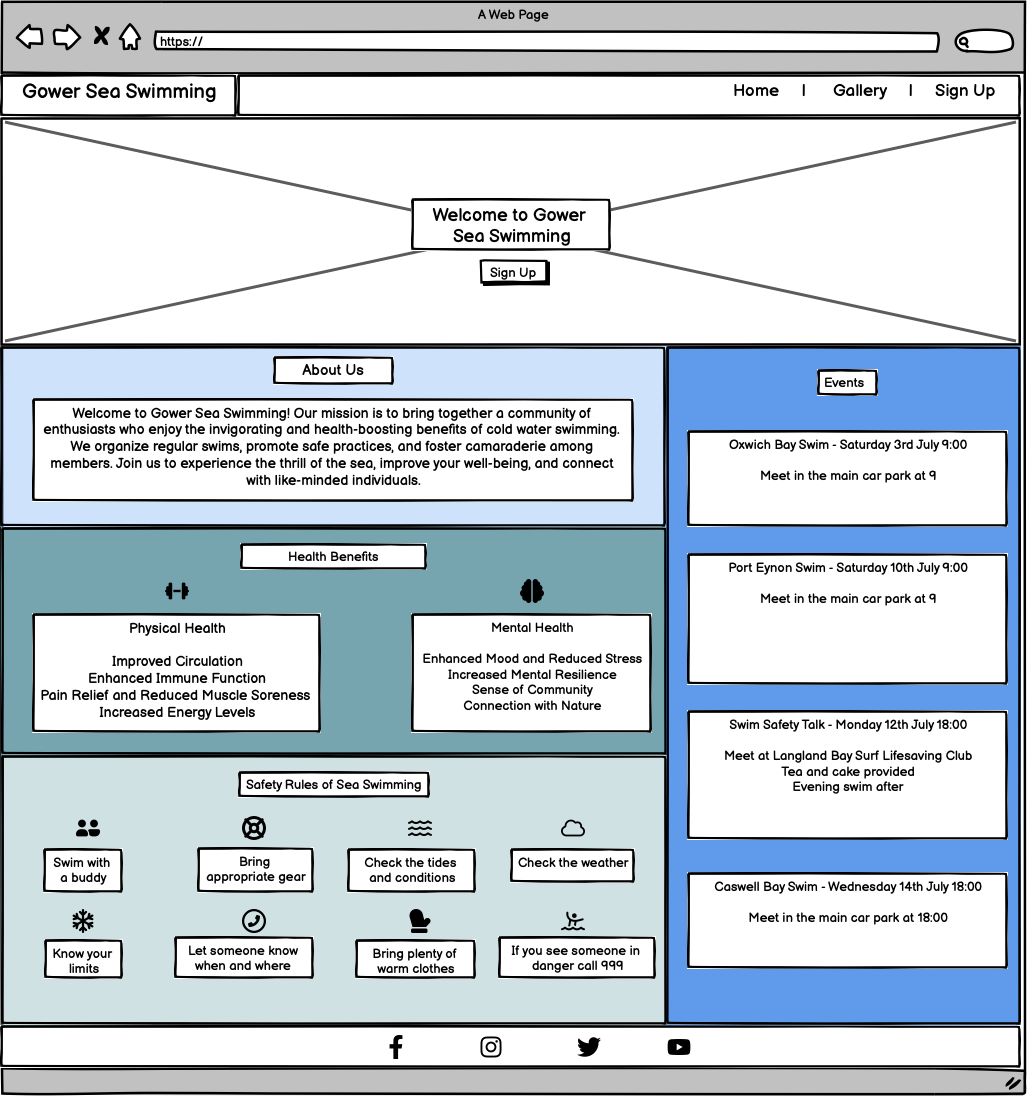 A Web Page
https://
Gower Sea Swimming
Home | Gallery | Sign Up
Welcome to Gower
Sea Swimming
Sign Up
About Us
Welcome to Gower Sea Swimming! Our mission is to bring together a community of
enthusiasts who enjoy the invigorating and health-boosting benefits of cold water swimming.
We organize regular swims, promote safe practices, and foster camaraderie among
members. Join us to experience the thrill of the sea, improve your well-being, and connect
with like-minded individuals.
Health Benefits
Physical Health
Improved Circulation
Enhanced Immune Function
Pain Relief and Reduced Muscle Soreness
Increased Energy Levels
Mental Health
Enhanced Mood and Reduced Stress
Increased Mental Resilience
Sense of Community
Connection with Nature
Safety Rules of Sea Swimming
Swim with
a buddy
Bring
appropriate gear
Check the tides
and conditions
Check the weather
Know your
limits
Let someone know
when and where
Bring plenty of
warm clothes
If you see someone in
danger call 999
Events
Oxwich Bay Swim - Saturday 3rd July 9:00
Meet in the main car park at 9
Port Eynon Swim - Saturday 10th July 9:00
Meet in the main car park at 9
Swim Safety Talk - Monday 12th July 18:00
Meet at Langland Bay Surf Lifesaving Club
Tea and cake provided
Evening swim after
Caswell Bay Swim - Wednesday 14th July 18:00
Meet in the main car park at 18:00